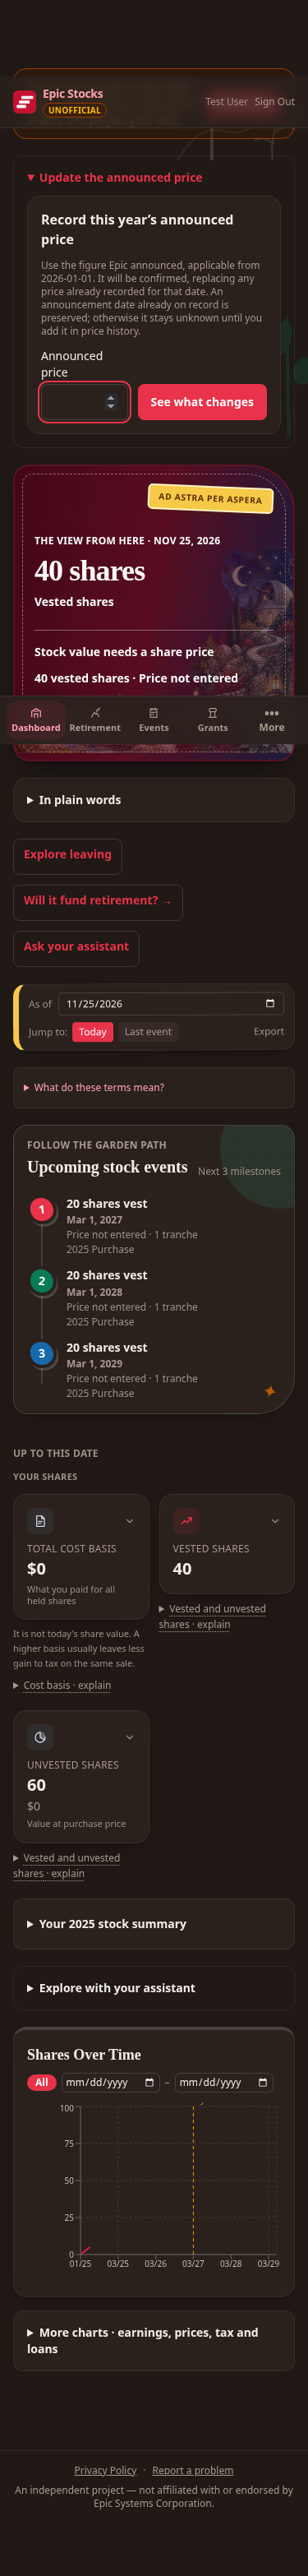 Epic Stocks
UNOFFICIAL
Test User Sign Out
Update the announced price
Record this year’s announced
price
Use the figure Epic announced, applicable from
2026-01-01. It will be confirmed, replacing any
price already recorded for that date. An
announcement date already on record is
preserved; otherwise it stays unknown until you
add it in price history.
Announced
price
See what changes
AD ASTRA PER ASPERA
THE VIEW FROM HERE · NOV 25, 2026
40 shares
Vested shares
Stock value needs a share price
40 vested shares · Price not entered
Dashboard
Retirement
Events
Grants
More
In plain words
Explore leaving
Will it fund retirement? →
Ask your assistant
As of 11/25/2026
Jump to: Today Last event Export
What do these terms mean?
FOLLOW THE GARDEN PATH
Upcoming stock events Next 3 milestones
1 20 shares vest
Mar 1, 2027
Price not entered · 1 tranche
2025 Purchase
2 20 shares vest
Mar 1, 2028
Price not entered · 1 tranche
2025 Purchase
3 20 shares vest
Mar 1, 2029
Price not entered · 1 tranche
2025 Purchase
UP TO THIS DATE
YOUR SHARES
TOTAL COST BASIS
$0
What you paid for all
held shares
It is not today's share value. A
higher basis usually leaves less
gain to tax on the same sale.
Cost basis · explain
VESTED SHARES
40
Vested and unvested
shares · explain
UNVESTED SHARES
60
$0
Value at purchase price
Vested and unvested
shares · explain
Your 2025 stock summary
Explore with your assistant
Shares Over Time
All mm/dd/yyyy – mm/dd/yyyy
100
75
50
25
0
01/25 03/25 03/26 03/27 03/28 03/29
More charts · earnings, prices, tax and
loans
Privacy Policy · Report a problem
An independent project — not affiliated with or endorsed by
Epic Systems Corporation.